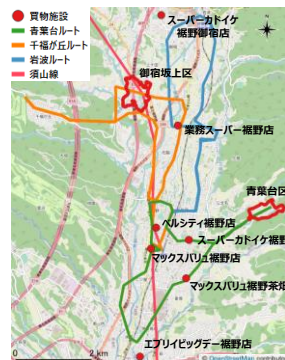 買物施設
青葉台ルート
千福が丘ルート
岩波ルート
須山線
スーパーカドイケ
裾野御宿店
御宿坂上区
業務スーパー裾野店
青葉台区
ベルシティ裾野店
スーパーカドイケ裾野
マックスバリュ裾野店
マックスバリュ裾野茶畑
エブリイビッグデー裾野店
0 2 km
© OpenStreetMap contributors